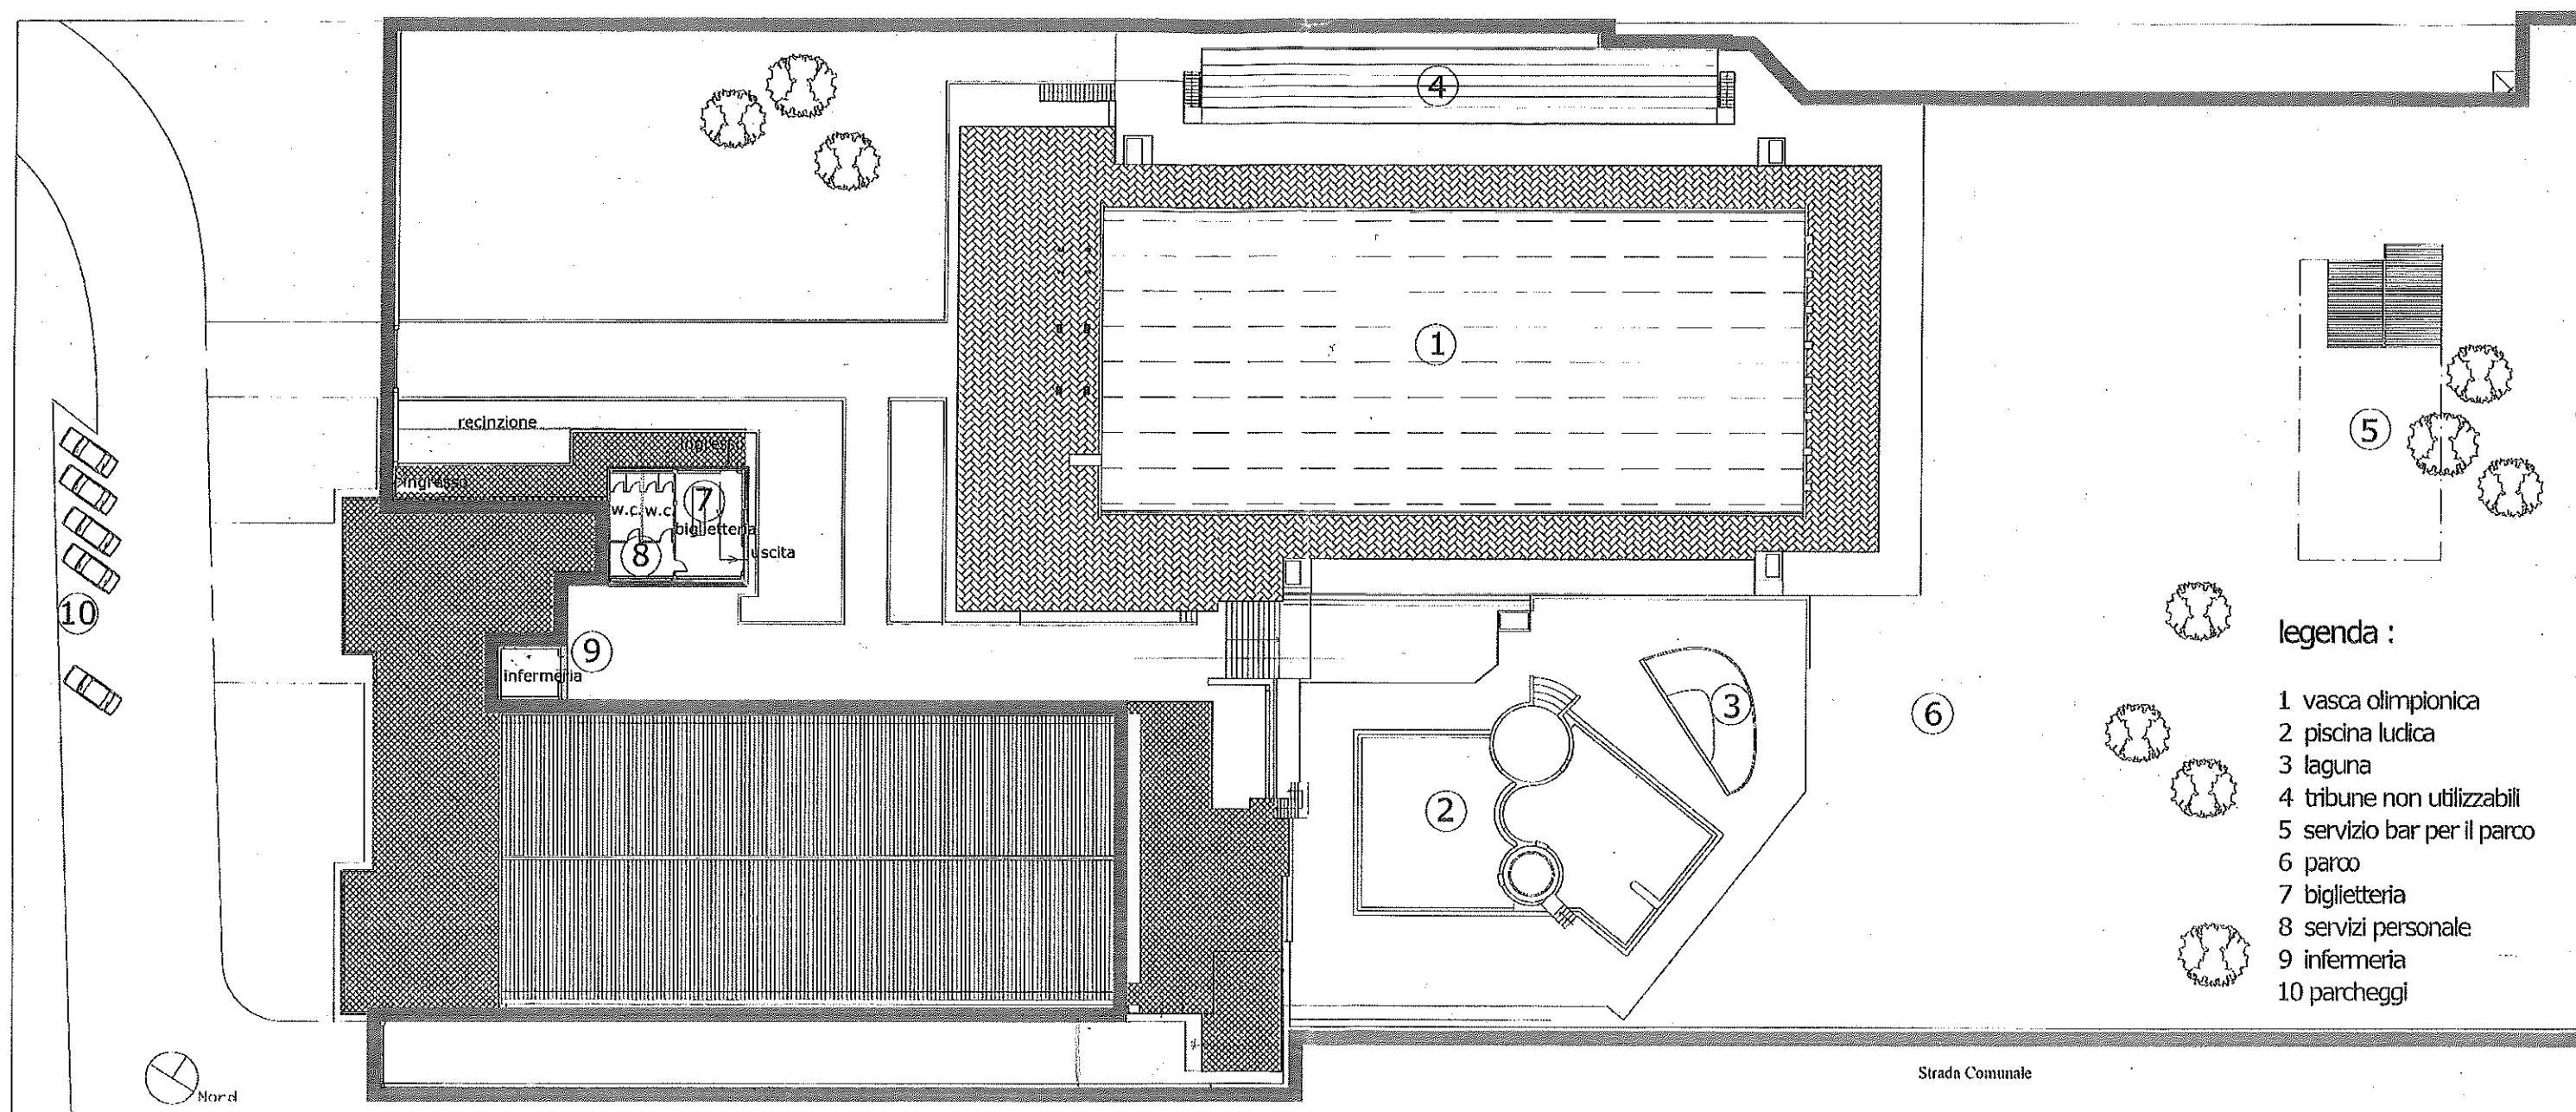 4
1
recinzione
ingresso
ingresso
7
w.c. w.c.
biglietteria
8
uscita
5
10
9
infermeria
3
6
2
legenda :
1 vasca olimpionica
2 piscina ludica
3 laguna
4 tribune non utilizzabili
5 servizio bar per il parco
6 parco
7 biglietteria
8 servizi personale
9 infermeria
10 parcheggi
Strada Comunale
Nord